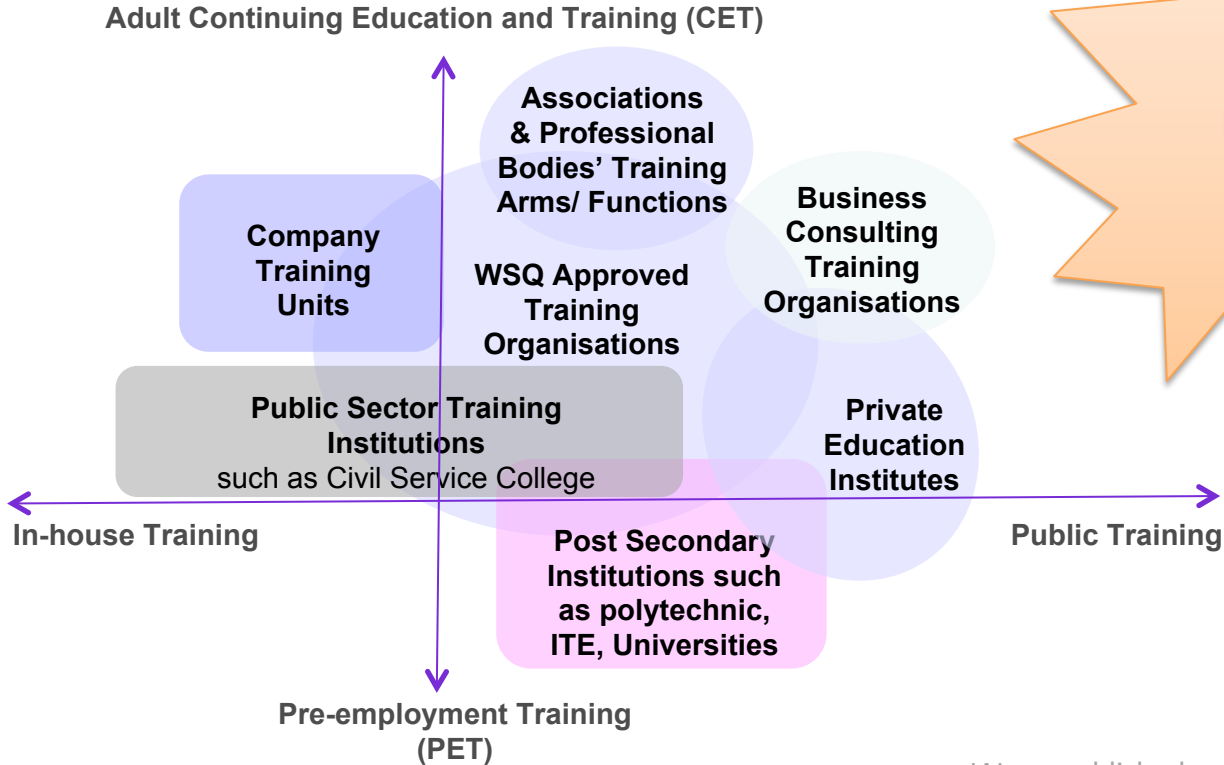 Adult Continuing Education and Training (CET)
Associations
& Professional
Bodies’ Training
Arms/ Functions
Company
Training
Units
WSQ Approved
Training
Organisations
Business
Consulting
Training
Organisations
Public Sector Training
Institutions
such as Civil Service College
Private
Education
Institutes
In-house Training
Public Training
Post Secondary
Institutions such
as polytechnic,
ITE, Universities
Pre-employment Training
(PET)